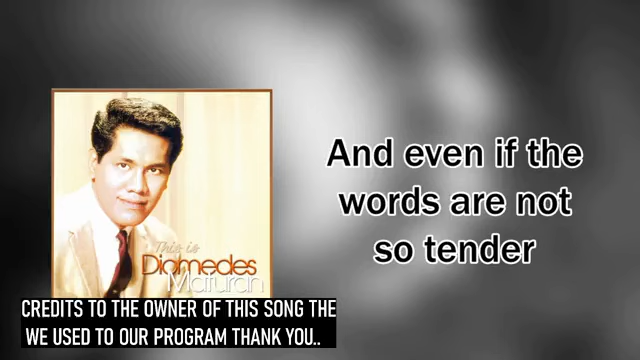 This is
Diomedes
Maturan
And even if the
words are not
so tender
CREDITS TO THE OWNER OF THIS SONG THE
WE USED TO OUR PROGRAM THANK YOU..